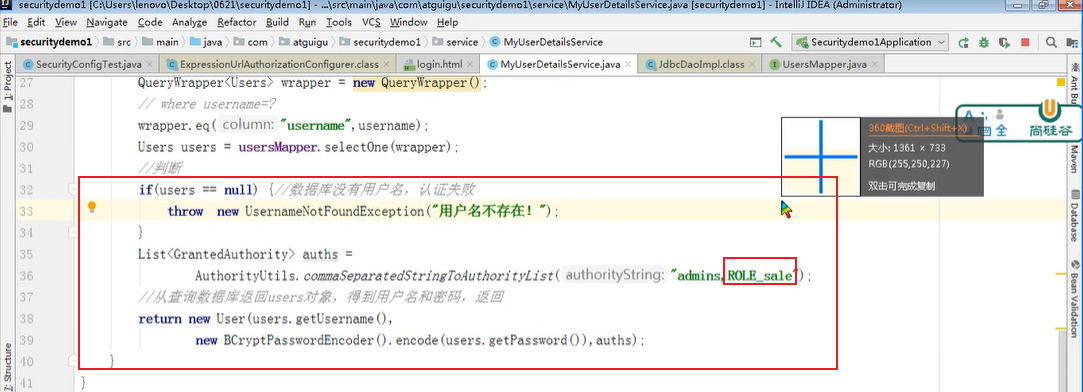 securitydemo1 [C:\Users\lenovo\Desktop\0621\securitydemo1] - ...\src\main\java\com\atguigu\securitydemo1\service\MyUserDetailsService.java [securitydemo1] - IntelliJ IDEA (Administrator)
File Edit View Navigate Code Analyze Refactor Build Run Tools VCS Window Help
securitydemo1 src main java com atguigu securitydemo1 service MyUserDetailsService Securitydemo1Application
SecurityConfigTest.java ExpressionUrlAuthorizationConfigurer.class login.html MyUserDetailsService.java JdbcDaoImpl.class UsersMapper.java
27 QueryWrapper<Users> wrapper = new QueryWrapper();
28 // where username=?
29 wrapper.eq( column: "username",username);
30 Users users = usersMapper.selectOne(wrapper);
31 //判断
32 if(users == null) {//数据库没有用户名，认证失败
33 throw new UsernameNotFoundException("用户名不存在！");
34 }
35 List<GrantedAuthority> auths =
36 AuthorityUtils.commaSeparatedStringToAuthorityList( authorityString: "admins,ROLE_sale");
37 //从查询数据库返回users对象，得到用户名和密码，返回
38 return new User(users.getUsername(),
39 new BCryptPasswordEncoder().encode(users.getPassword()),auths);
40 }
41 }
360截图(Ctrl+Shift+X)
大小: 1361 × 733
RGB(255,250,227)
双击可完成复制
尚硅谷
1: Project
7: Structure
Ant Build
Maven
Database
Bean Validation